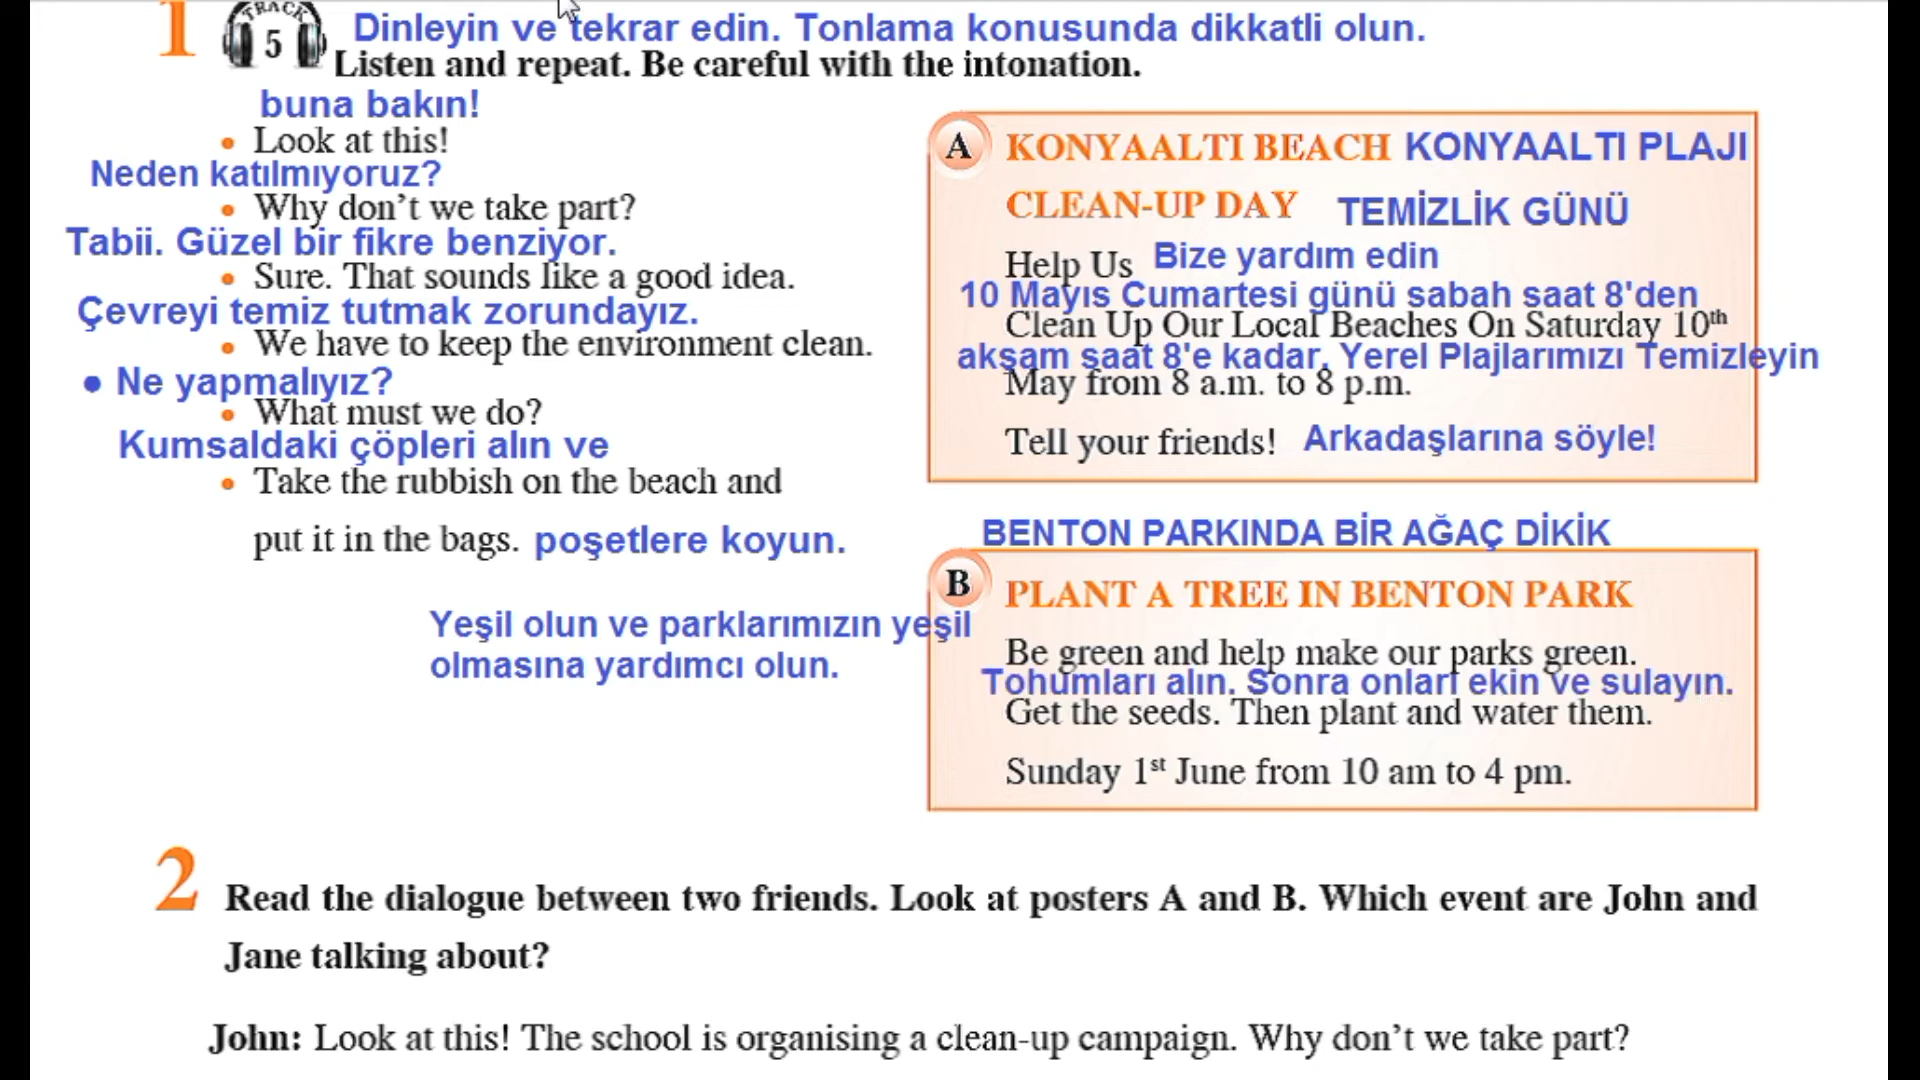 1 TRACK 5 Dinleyin ve tekrar edin. Tonlama konusunda dikkatli olun.
Listen and repeat. Be careful with the intonation.
buna bakın!
• Look at this!
Neden katılmıyoruz?
• Why don't we take part?
Tabii. Güzel bir fikre benziyor.
• Sure. That sounds like a good idea.
Çevreyi temiz tutmak zorundayız.
• We have to keep the environment clean.
• Ne yapmalıyız?
• What must we do?
Kumsaldaki çöpleri alın ve
• Take the rubbish on the beach and
put it in the bags. poşetlere koyun.
A KONYAALTI BEACH KONYAALTI PLAJI
CLEAN-UP DAY TEMİZLİK GÜNÜ
Help Us Bize yardım edin
10 Mayıs Cumartesi günü sabah saat 8'den
Clean Up Our Local Beaches On Saturday 10th
akşam saat 8'e kadar, Yerel Plajlarımızı Temizleyin
May from 8 a.m. to 8 p.m.
Tell your friends! Arkadaşlarına söyle!
BENTON PARKINDA BİR AĞAÇ DİKİK
B PLANT A TREE IN BENTON PARK
Yeşil olun ve parklarımızın yeşil
olmasına yardımcı olun.
Be green and help make our parks green.
Tohumları alın. Sonra onları ekin ve sulayın.
Get the seeds. Then plant and water them.
Sunday 1st June from 10 am to 4 pm.
2 Read the dialogue between two friends. Look at posters A and B. Which event are John and
Jane talking about?
John: Look at this! The school is organising a clean-up campaign. Why don't we take part?